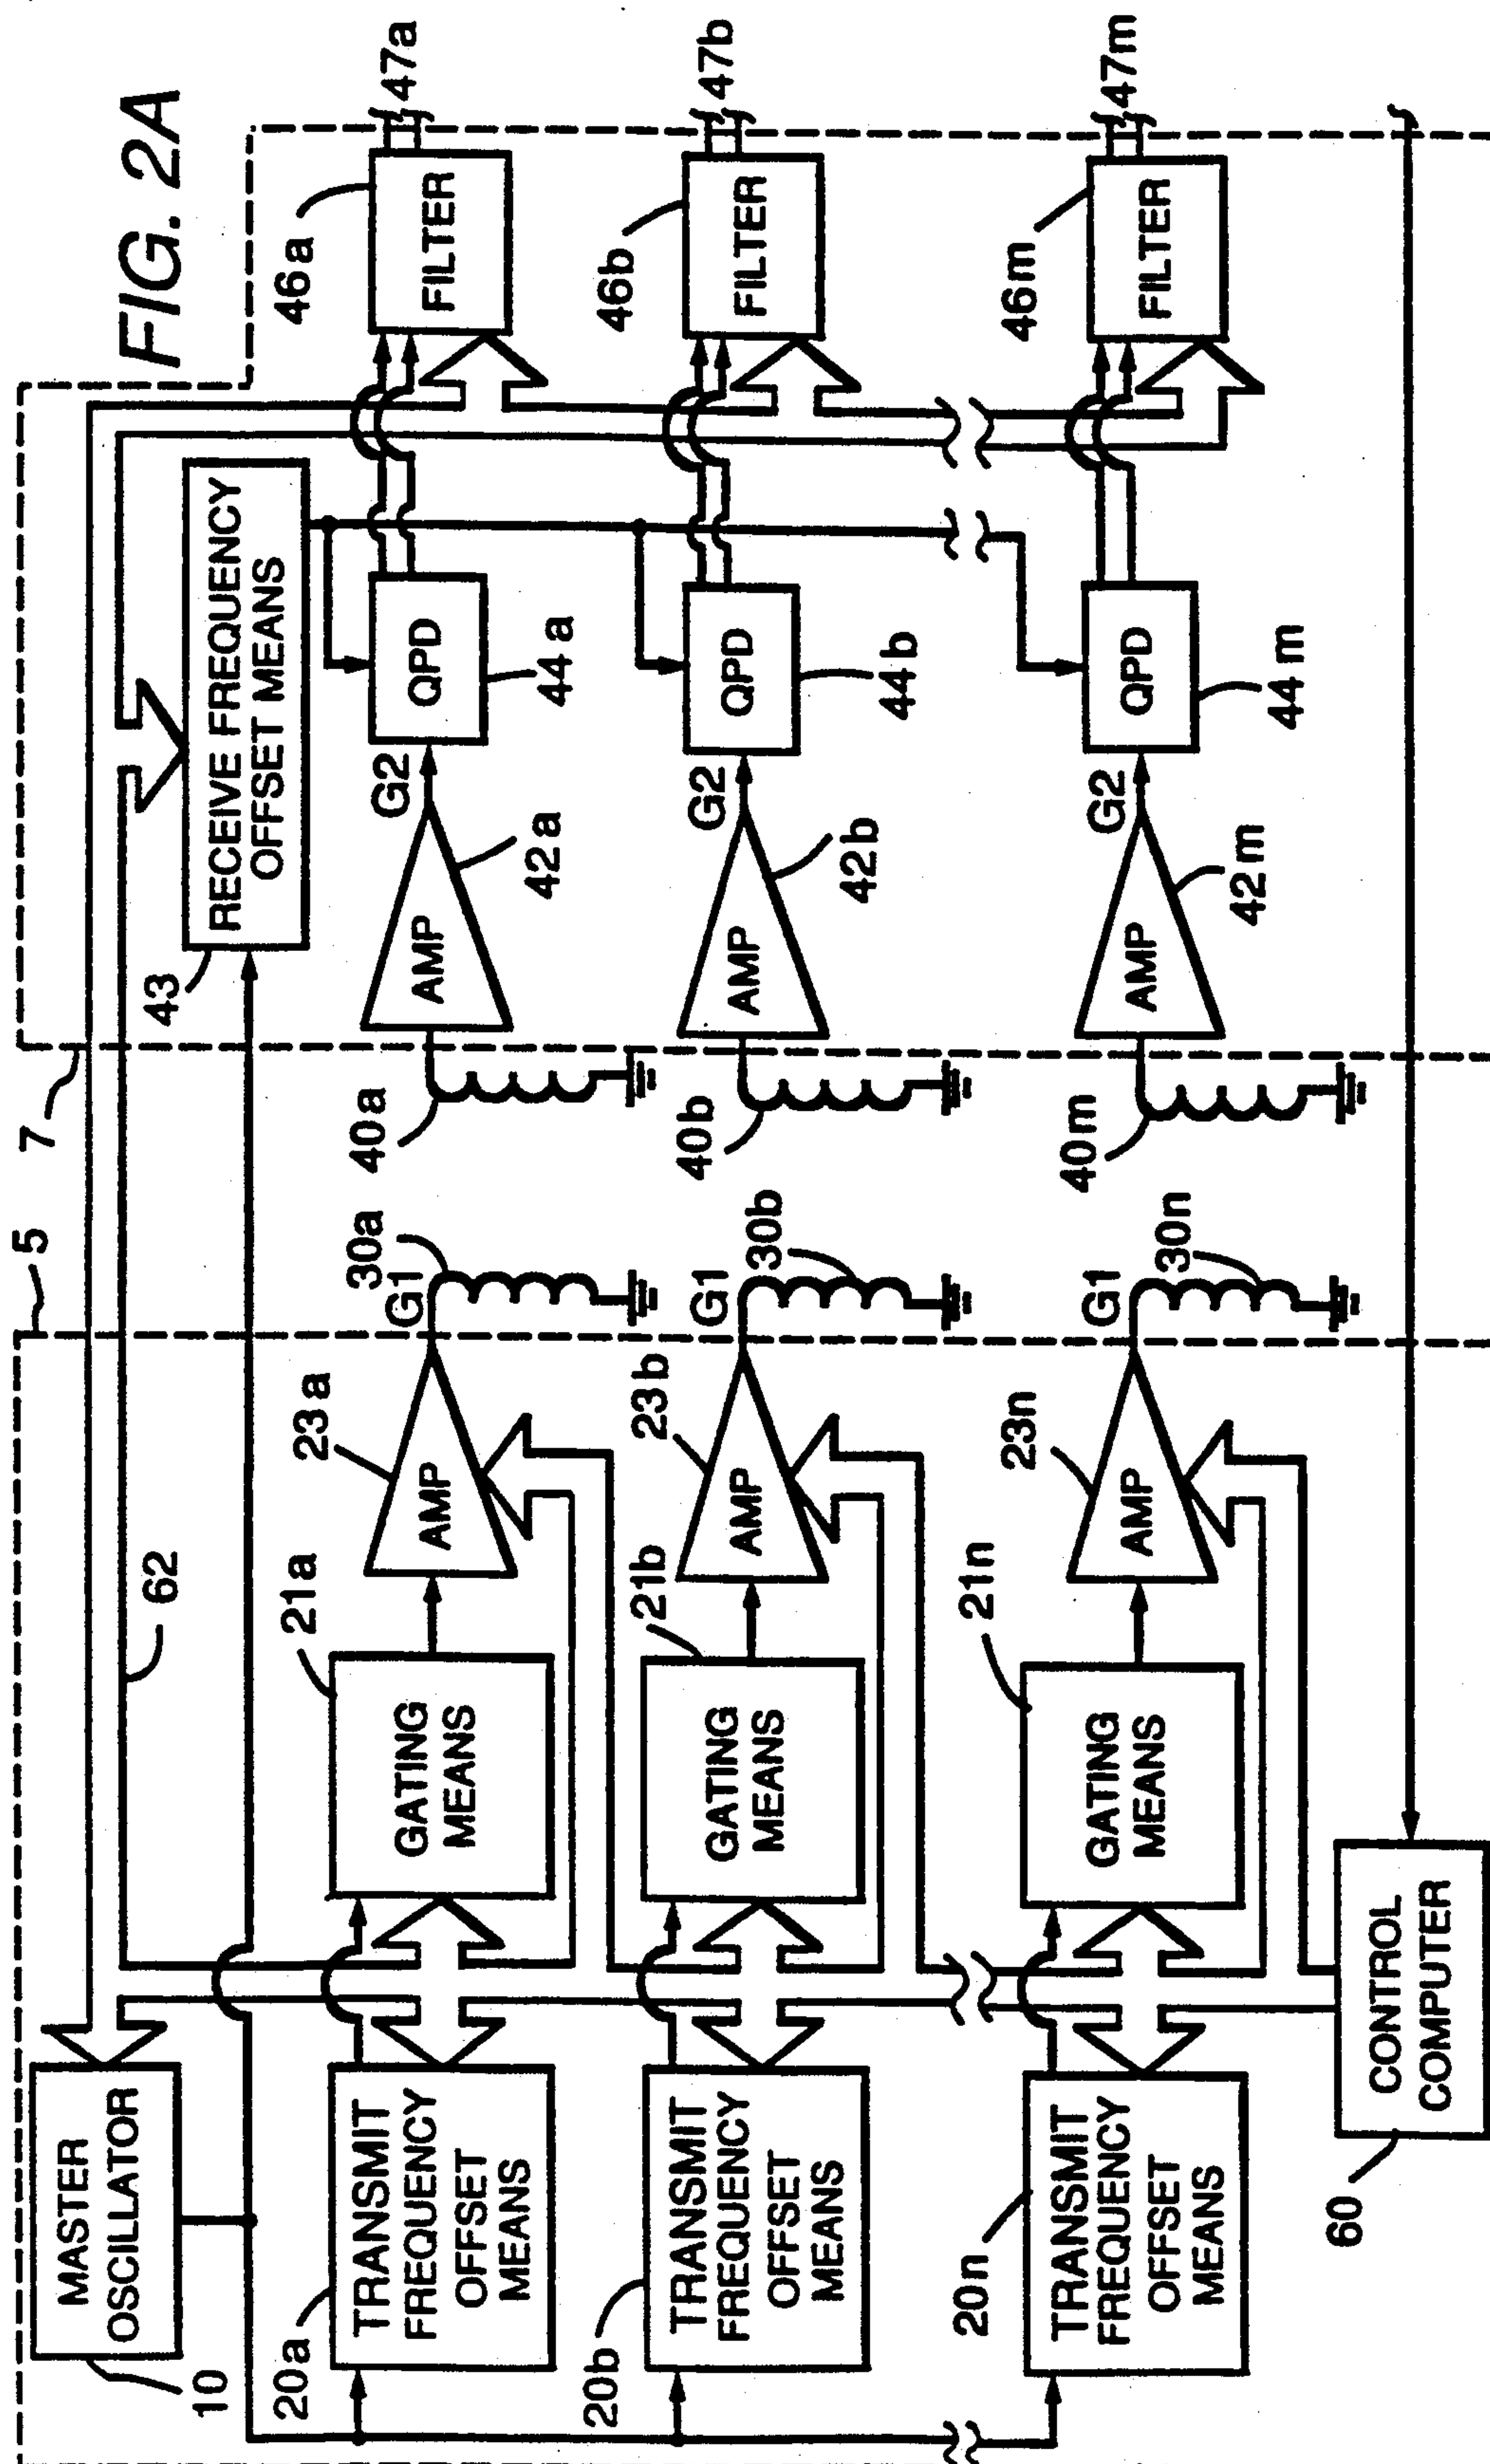 FIG. 2A
5
7
MASTER
OSCILLATOR
10
62
43
RECEIVE FREQUENCY
OFFSET MEANS
20a
TRANSMIT
FREQUENCY
OFFSET
MEANS
21a
GATING
MEANS
23a
AMP
G1
30a
40a
AMP
42a
G2
QPD
44a
46a
FILTER
47a
20b
TRANSMIT
FREQUENCY
OFFSET
MEANS
21b
GATING
MEANS
23b
AMP
G1
30b
40b
AMP
42b
G2
QPD
44b
46b
FILTER
47b
20n
TRANSMIT
FREQUENCY
OFFSET
MEANS
21n
GATING
MEANS
23n
AMP
G1
30n
40m
AMP
42m
G2
QPD
44m
46m
FILTER
47m
60
CONTROL
COMPUTER